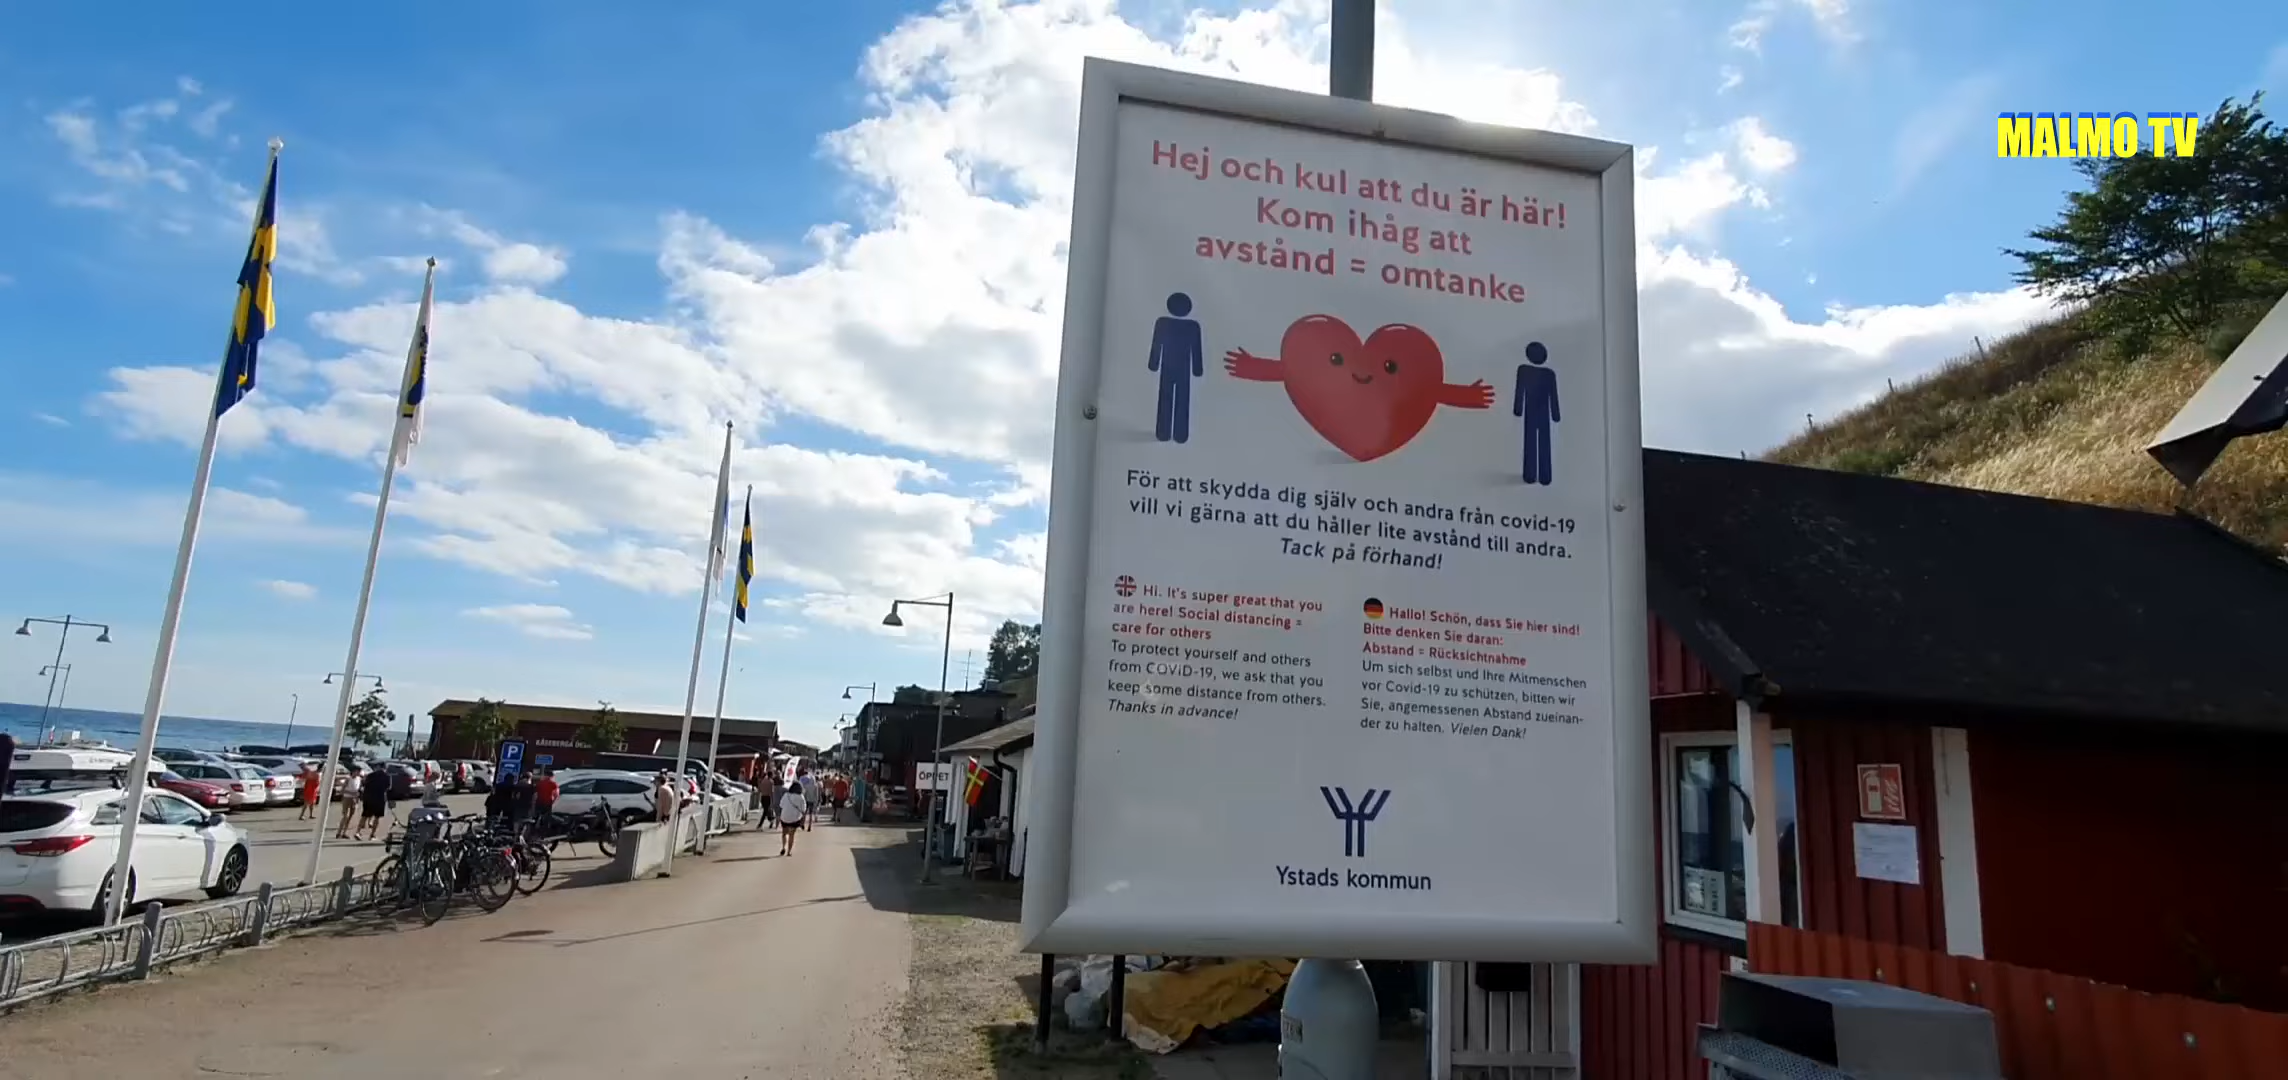 MALMO TV
Hej och kul att du är här!
Kom ihåg att
avstånd = omtanke
För att skydda dig själv och andra från covid-19
vill vi gärna att du håller lite avstånd till andra.
Tack på förhand!
Hi. It's super great that you
are here! Social distancing =
care for others
To protect yourself and others
from COVID-19, we ask that you
keep some distance from others.
Thanks in advance!
Hallo! Schön, dass Sie hier sind!
Bitte denken Sie daran:
Abstand = Rücksichtnahme
Um sich selbst und Ihre Mitmenschen
vor Covid-19 zu schützen, bitten wir
Sie, angemessenen Abstand zueinan-
der zu halten. Vielen Dank!
Ystads kommun
P
ÖPPET